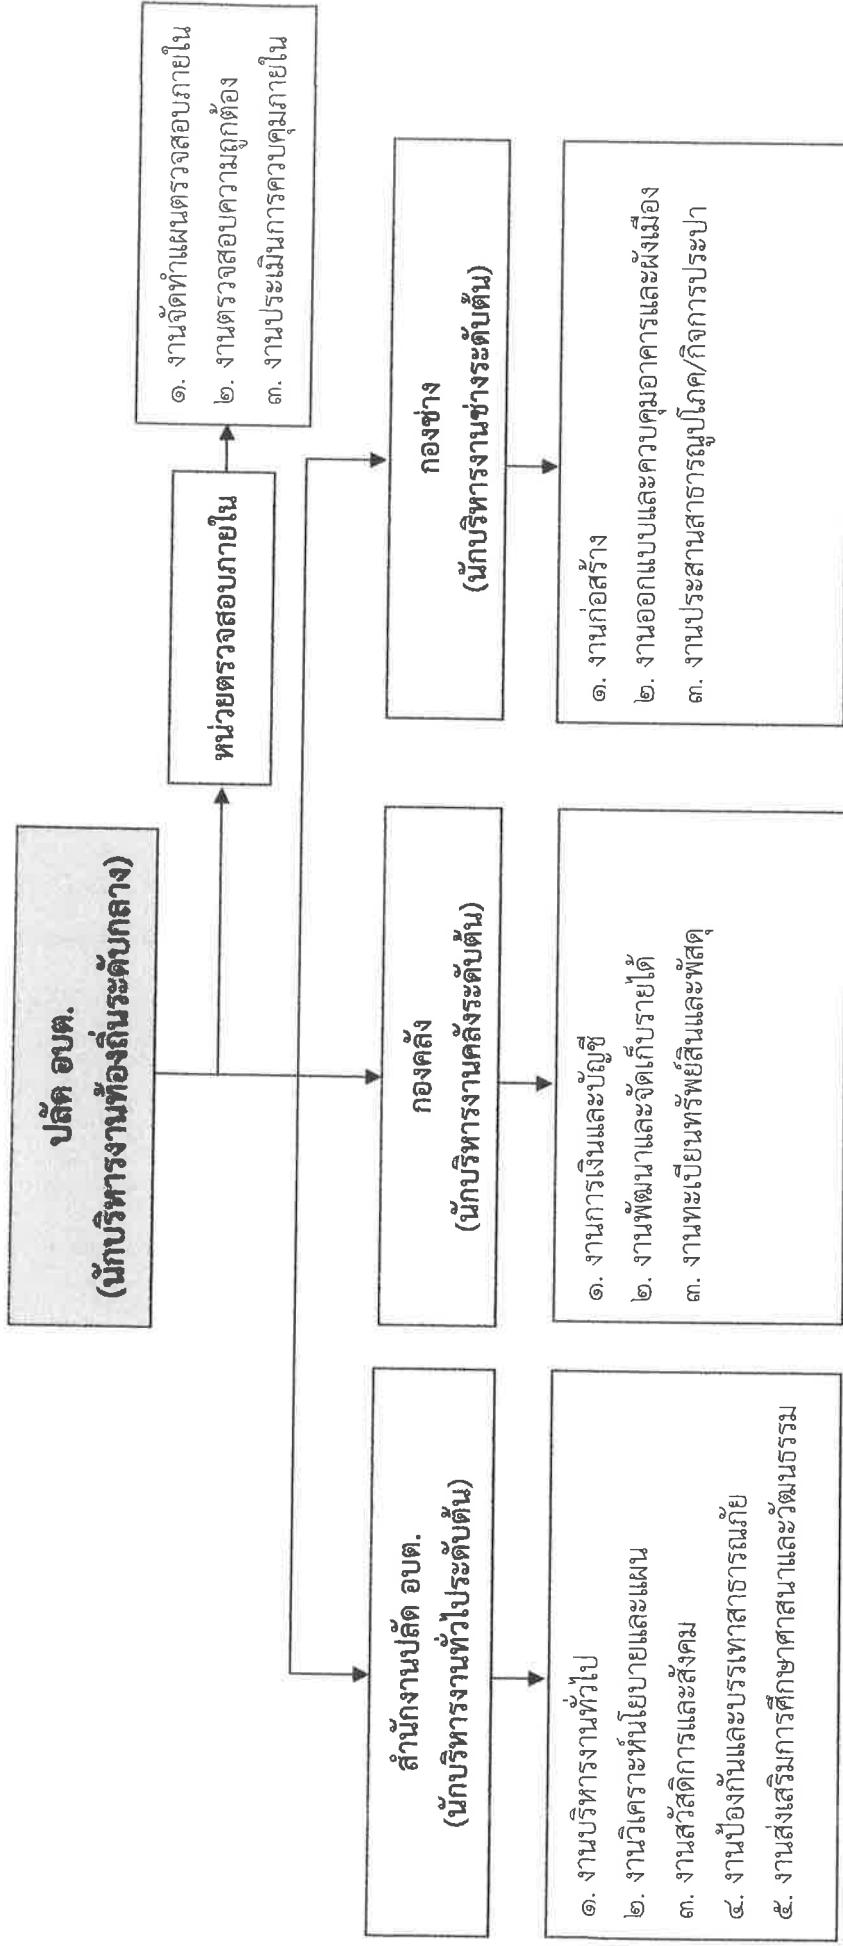 ปลัด อบต.
(นักบริหารงานท้องถิ่นระดับกลาง)
หน่วยตรวจสอบภายใน
๑. งานจัดทำแผนตรวจสอบภายใน
๒. งานตรวจสอบความถูกต้อง
๓. งานประเมินการควบคุมภายใน
สำนักงานปลัด อบต.
(นักบริหารงานทั่วไประดับต้น)
๑. งานบริหารงานทั่วไป
๒. งานวิเคราะห์นโยบายและแผน
๓. งานสวัสดิการและสังคม
๔. งานป้องกันและบรรเทาสาธารณภัย
๕. งานส่งเสริมการศึกษาศาสนาและวัฒนธรรม
กองคลัง
(นักบริหารงานคลังระดับต้น)
๑. งานการเงินและบัญชี
๒. งานพัฒนาและจัดเก็บรายได้
๓. งานทะเบียนทรัพย์สินและพัสดุ
กองช่าง
(นักบริหารงานช่างระดับต้น)
๑. งานก่อสร้าง
๒. งานออกแบบและควบคุมอาคารและผังเมือง
๓. งานประสานสาธารณูปโภค/กิจการประปา